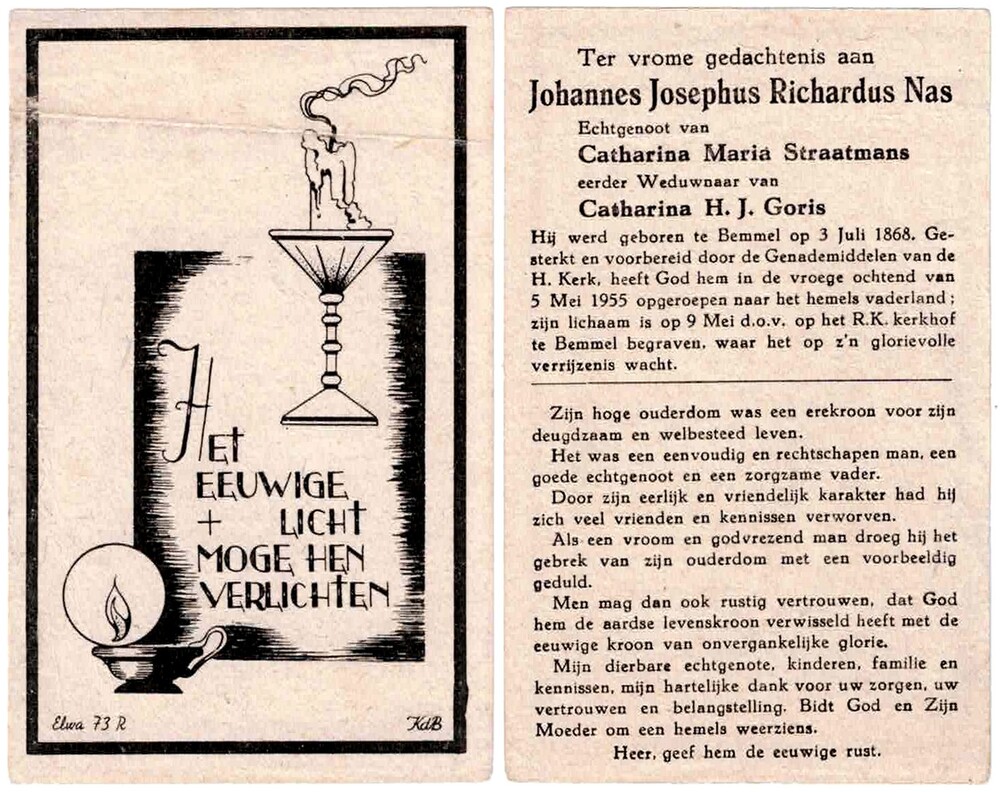 Het
EEUWIGE
+ LICHT
MOGE HEN
VERLICHTEN
Elwa 73 R
KdB
Ter vrome gedachtenis aan
Johannes Josephus Richardus Nas
Echtgenoot van
Catharina Maria Straatmans
eerder Weduwnaar van
Catharina H. J. Goris
Hij werd geboren te Bemmel op 3 Juli 1868. Ge-
sterkt en voorbereid door de Genademiddelen van de
H. Kerk, heeft God hem in de vroege ochtend van
5 Mei 1955 opgeroepen naar het hemels vaderland ;
zijn lichaam is op 9 Mei d.o.v. op het R.K. kerkhof
te Bemmel begraven, waar het op z'n glorievolle
verrijzenis wacht.
Zijn hoge ouderdom was een erekroon voor zijn
deugdzaam en welbesteed leven.
Het was een eenvoudig en rechtschapen man, een
goede echtgenoot en een zorgzame vader.
Door zijn eerlijk en vriendelijk karakter had hij
zich veel vrienden en kennissen verworven.
Als een vroom en godvrezend man droeg hij het
gebrek van zijn ouderdom met een voorbeeldig
geduld.
Men mag dan ook rustig vertrouwen, dat God
hem de aardse levenskroon verwisseld heeft met de
eeuwige kroon van onvergankelijke glorie.
Mijn dierbare echtgenote, kinderen, familie en
kennissen, mijn hartelijke dank voor uw zorgen, uw
vertrouwen en belangstelling. Bidt God en Zijn
Moeder om een hemels weerziens.
Heer, geef hem de eeuwige rust.